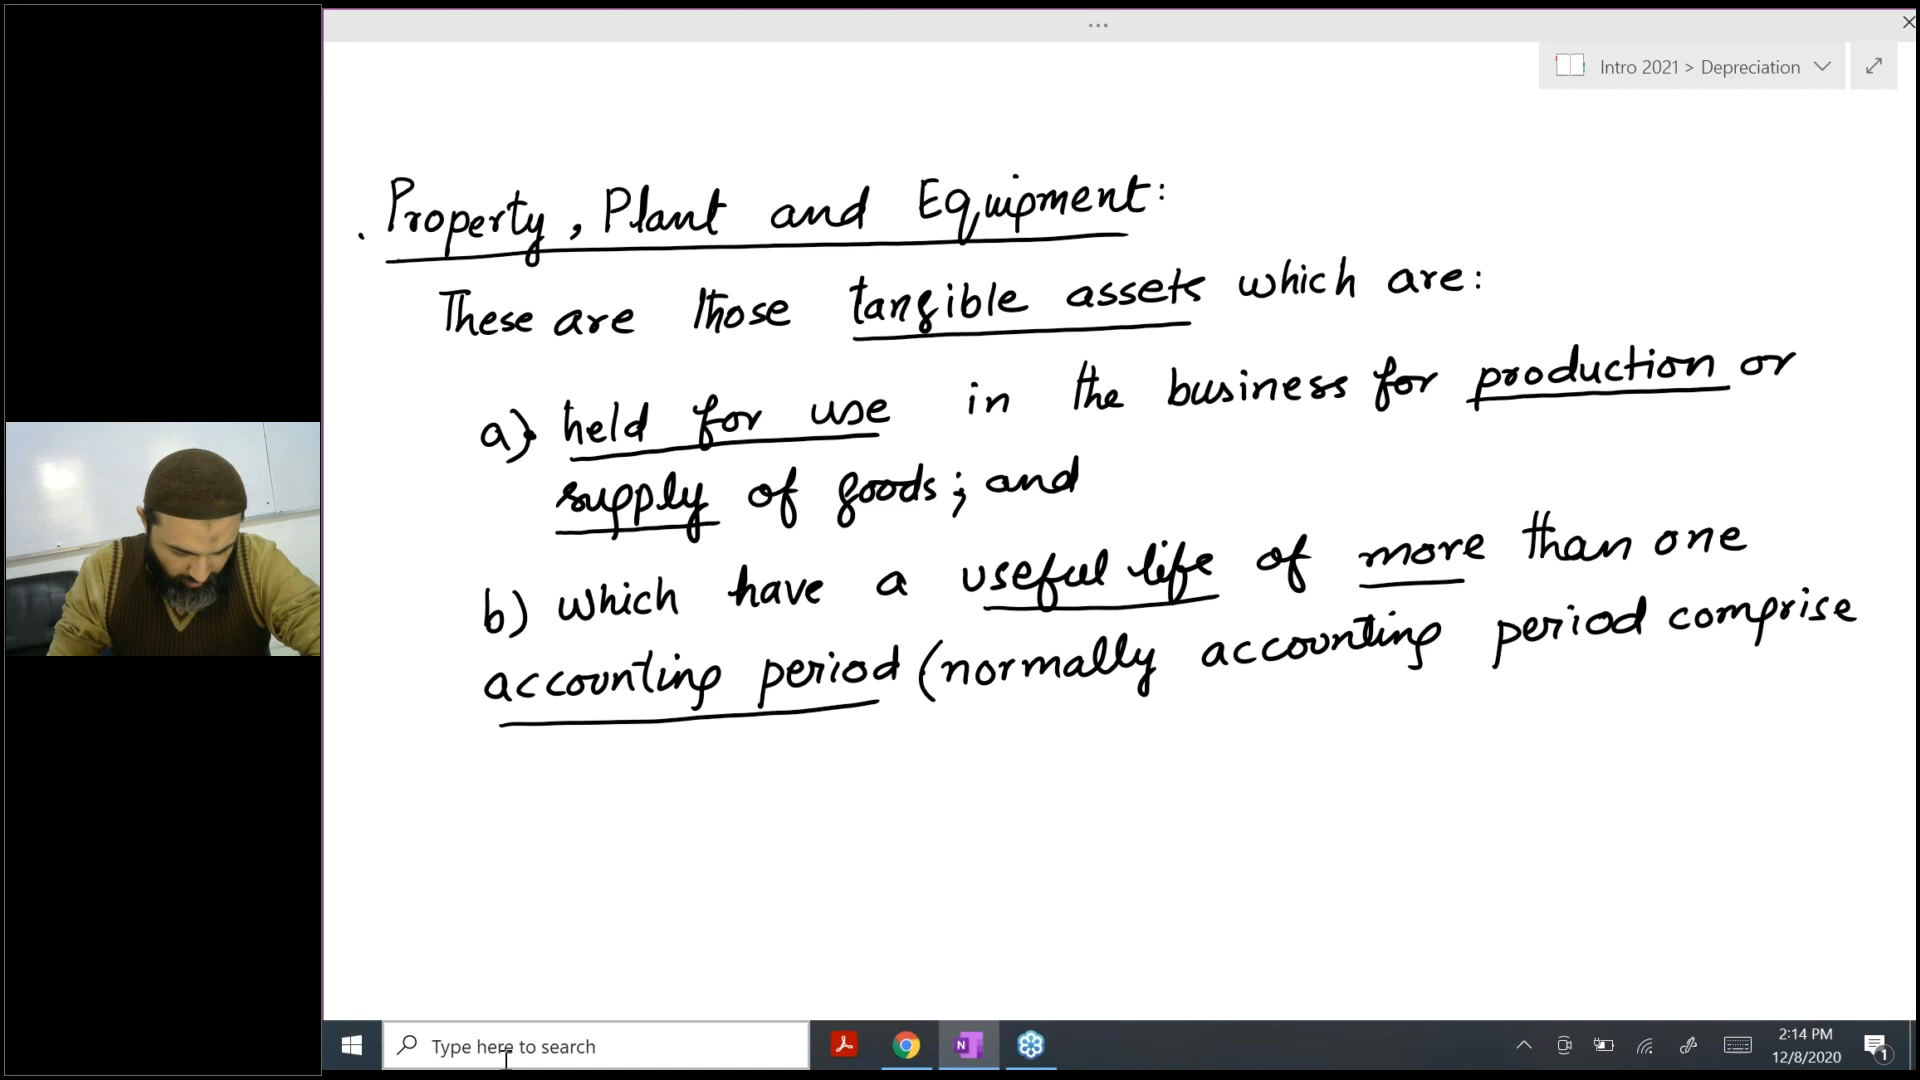 ...
Intro 2021 > Depreciation
. Property, Plant and Equipment:
These are those tangible assets which are:
a) held for use in the business for production or
supply of goods; and
b) which have a useful life of more than one
accounting period (normally accounting period comprise
Type here to search
N
2:14 PM
12/8/2020
1